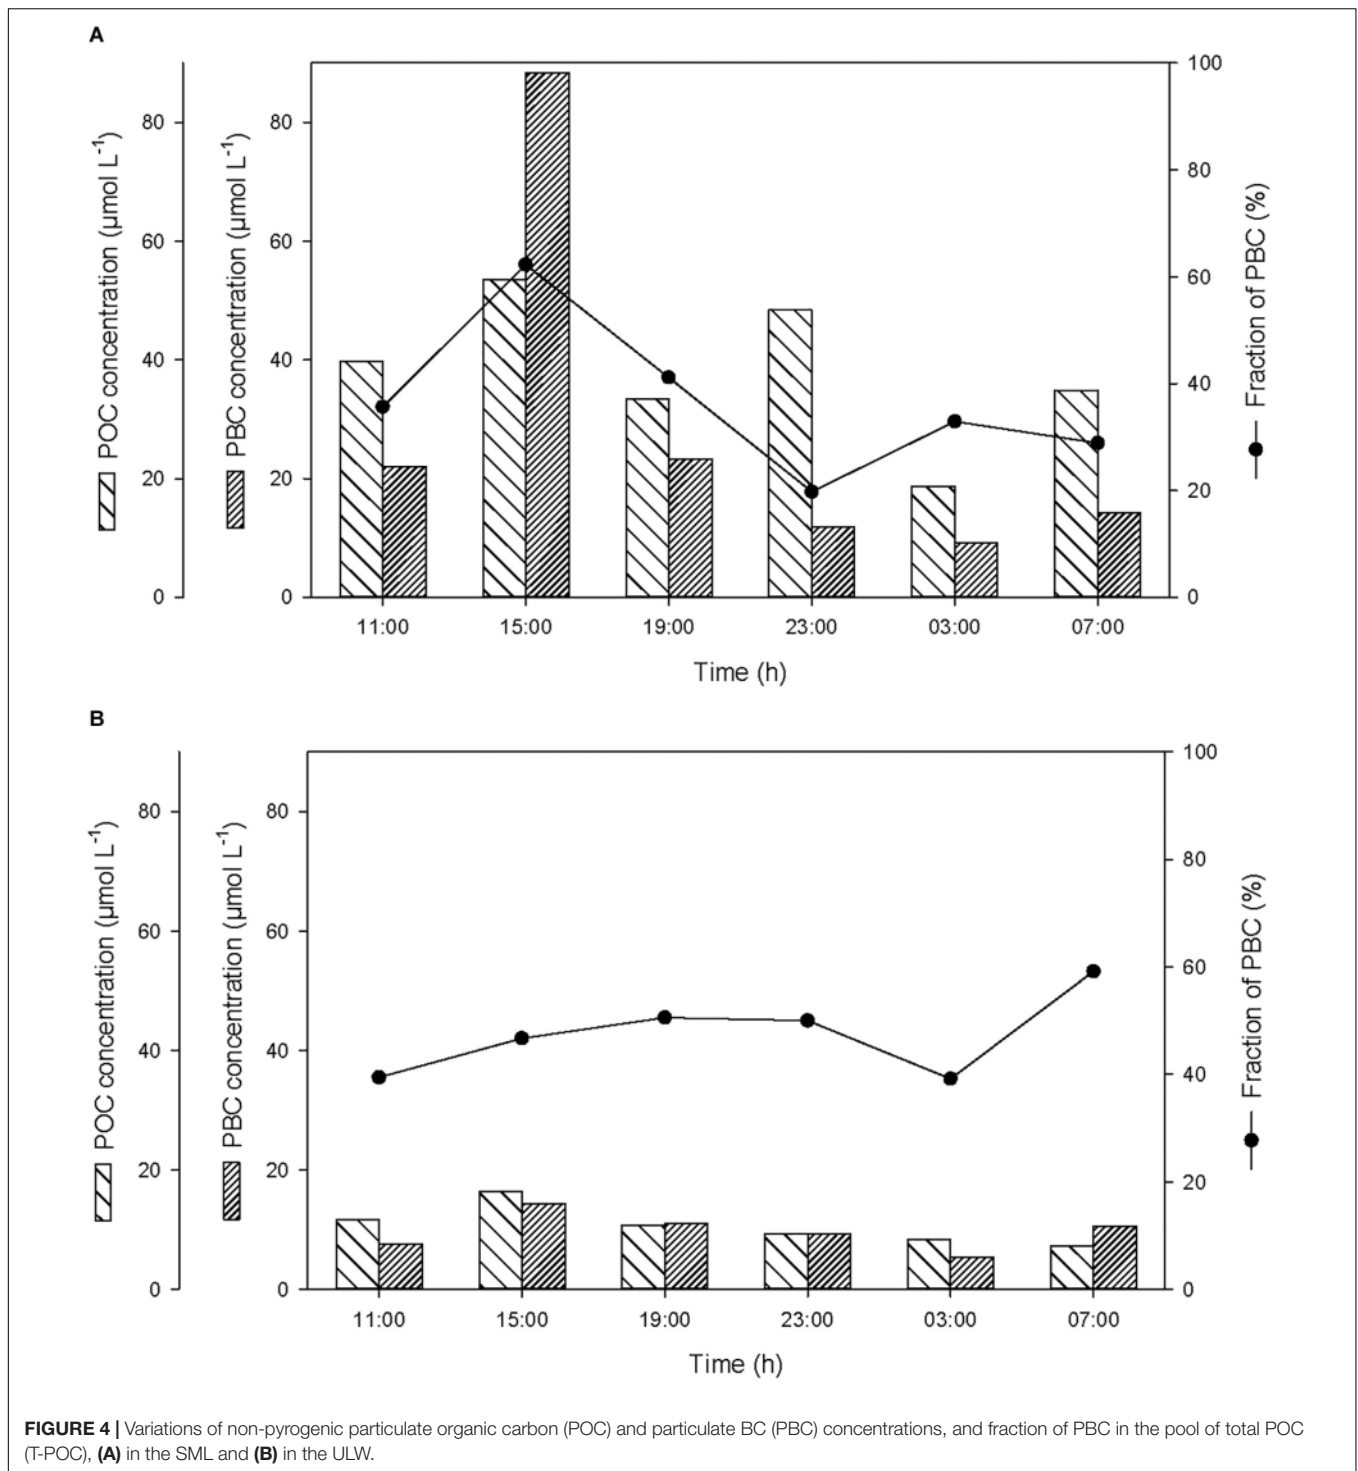 A
POC concentration (µmol L-1)
PBC concentration (µmol L-1)
Fraction of PBC (%)
80
60
40
20
0
80
60
40
20
0
100
80
60
40
20
0
11:00 15:00 19:00 23:00 03:00 07:00
Time (h)
B
POC concentration (µmol L-1)
PBC concentration (µmol L-1)
Fraction of PBC (%)
80
60
40
20
0
80
60
40
20
0
100
80
60
40
20
0
11:00 15:00 19:00 23:00 03:00 07:00
Time (h)
FIGURE 4 | Variations of non-pyrogenic particulate organic carbon (POC) and particulate BC (PBC) concentrations, and fraction of PBC in the pool of total POC
(T-POC), (A) in the SML and (B) in the ULW.